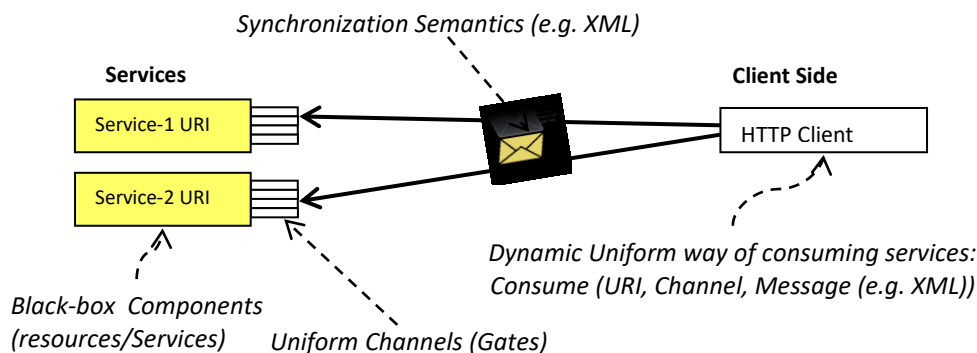 Synchronization Semantics (e.g. XML)
Services
Client Side
Service-1 URI
HTTP Client
Service-2 URI
Dynamic Uniform way of consuming services:
Consume (URI, Channel, Message (e.g. XML))
Black-box Components
(resources/Services)
Uniform Channels (Gates)